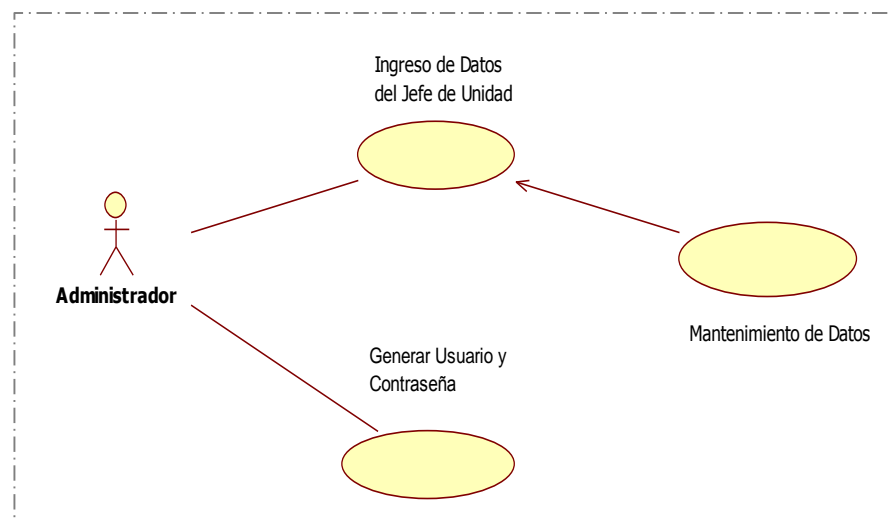 Ingreso de Datos
del Jefe de Unidad
Administrador
Mantenimiento de Datos
Generar Usuario y
Contraseña